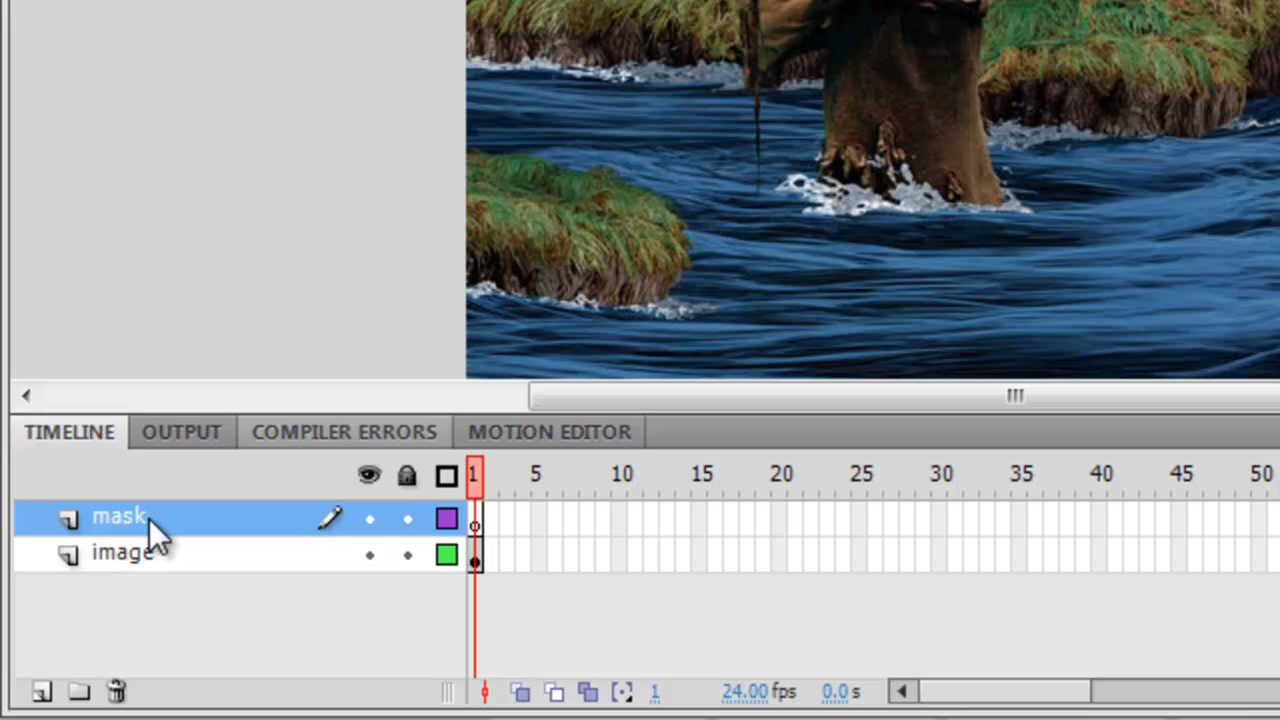 TIMELINE OUTPUT COMPILER ERRORS MOTION EDITOR
1 5 10 15 20 25 30 35 40 45 50
mask
image
1 24.00 fps 0.0 s